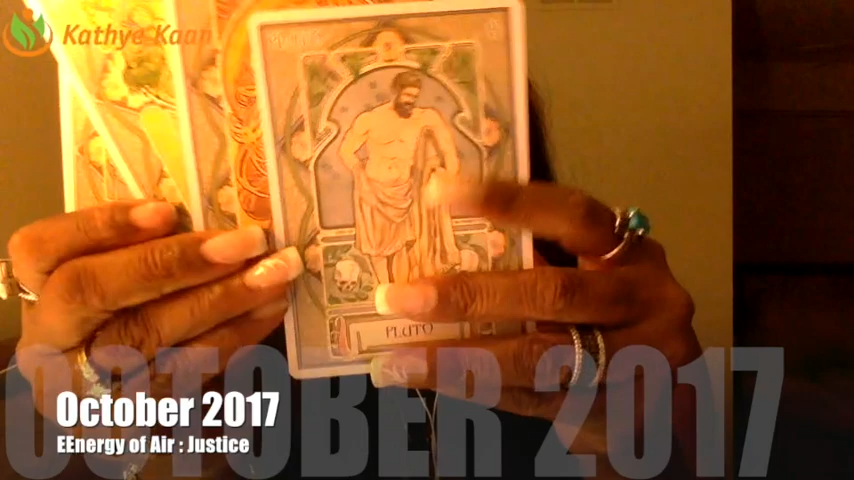 Kathye Kaan
PLUTO
OCTOBER 2017
October 2017
EEnergy of Air : Justice